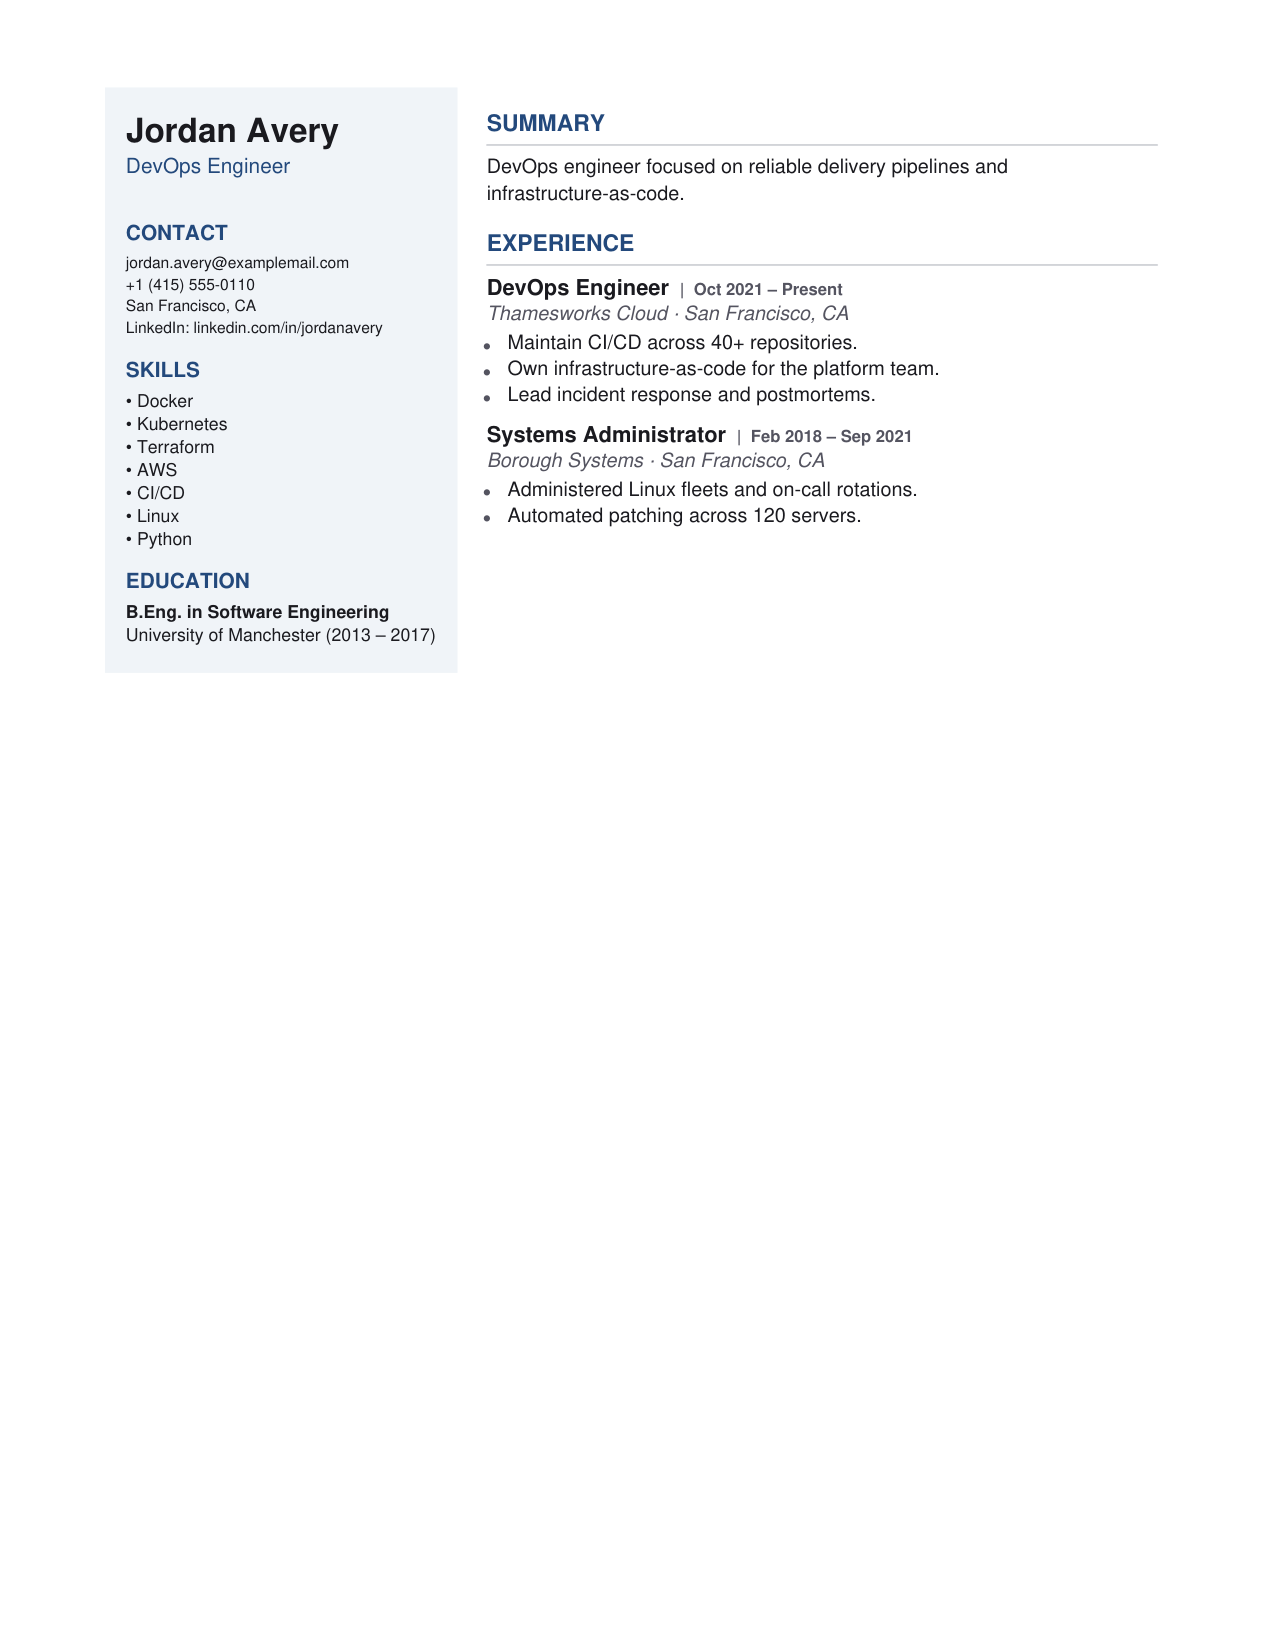 Jordan Avery
DevOps Engineer
CONTACT
jordan.avery@examplemail.com
+1 (415) 555-0110
San Francisco, CA
LinkedIn: linkedin.com/in/jordanavery
SKILLS
• Docker
• Kubernetes
• Terraform
• AWS
• CI/CD
• Linux
• Python
EDUCATION
B.Eng. in Software Engineering
University of Manchester (2013 – 2017)
SUMMARY
DevOps engineer focused on reliable delivery pipelines and
infrastructure-as-code.
EXPERIENCE
DevOps Engineer | Oct 2021 – Present
Thamesworks Cloud · San Francisco, CA
• Maintain CI/CD across 40+ repositories.
• Own infrastructure-as-code for the platform team.
• Lead incident response and postmortems.
Systems Administrator | Feb 2018 – Sep 2021
Borough Systems · San Francisco, CA
• Administered Linux fleets and on-call rotations.
• Automated patching across 120 servers.